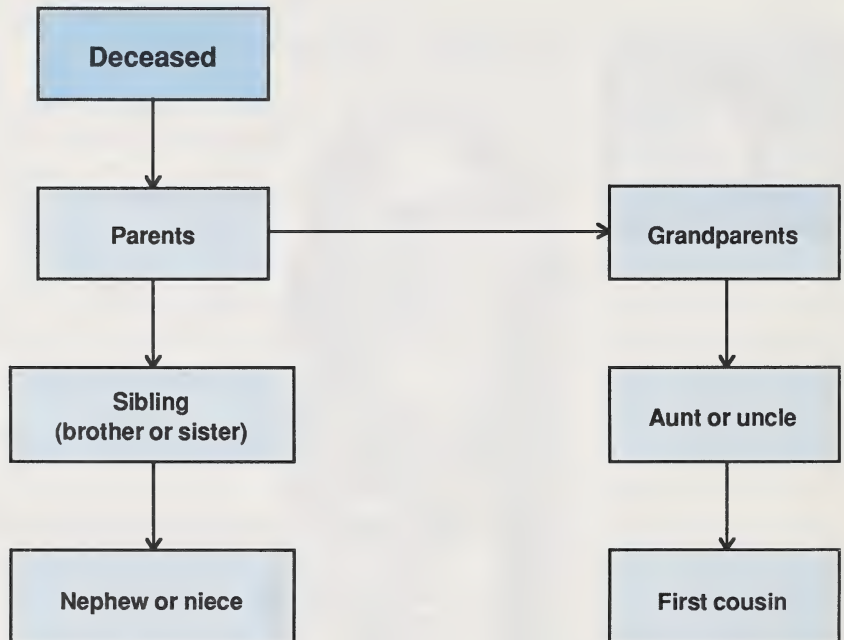 Deceased
Parents
Grandparents
Sibling
(brother or sister)
Aunt or uncle
Nephew or niece
First cousin